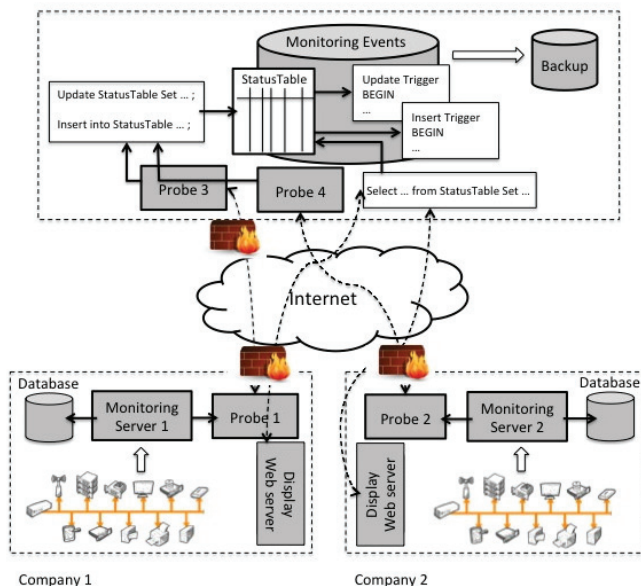 Monitoring Events
Backup
StatusTable
Update StatusTable Set ... ;
Insert into StatusTable ... ;
Update Trigger
BEGIN
...
Insert Trigger
BEGIN
...
Probe 3
Probe 4
Select ... from StatusTable Set ...
Internet
Database
Monitoring
Server 1
Probe 1
Display
Web server
Company 1
Database
Probe 2
Monitoring
Server 2
Display
Web server
Company 2